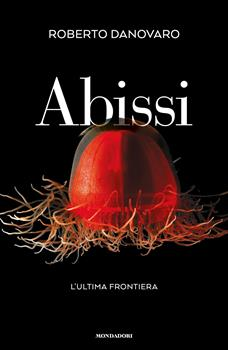 ROBERTO DANOVARO
Abissi
L'ULTIMA FRONTIERA
MONDADORI